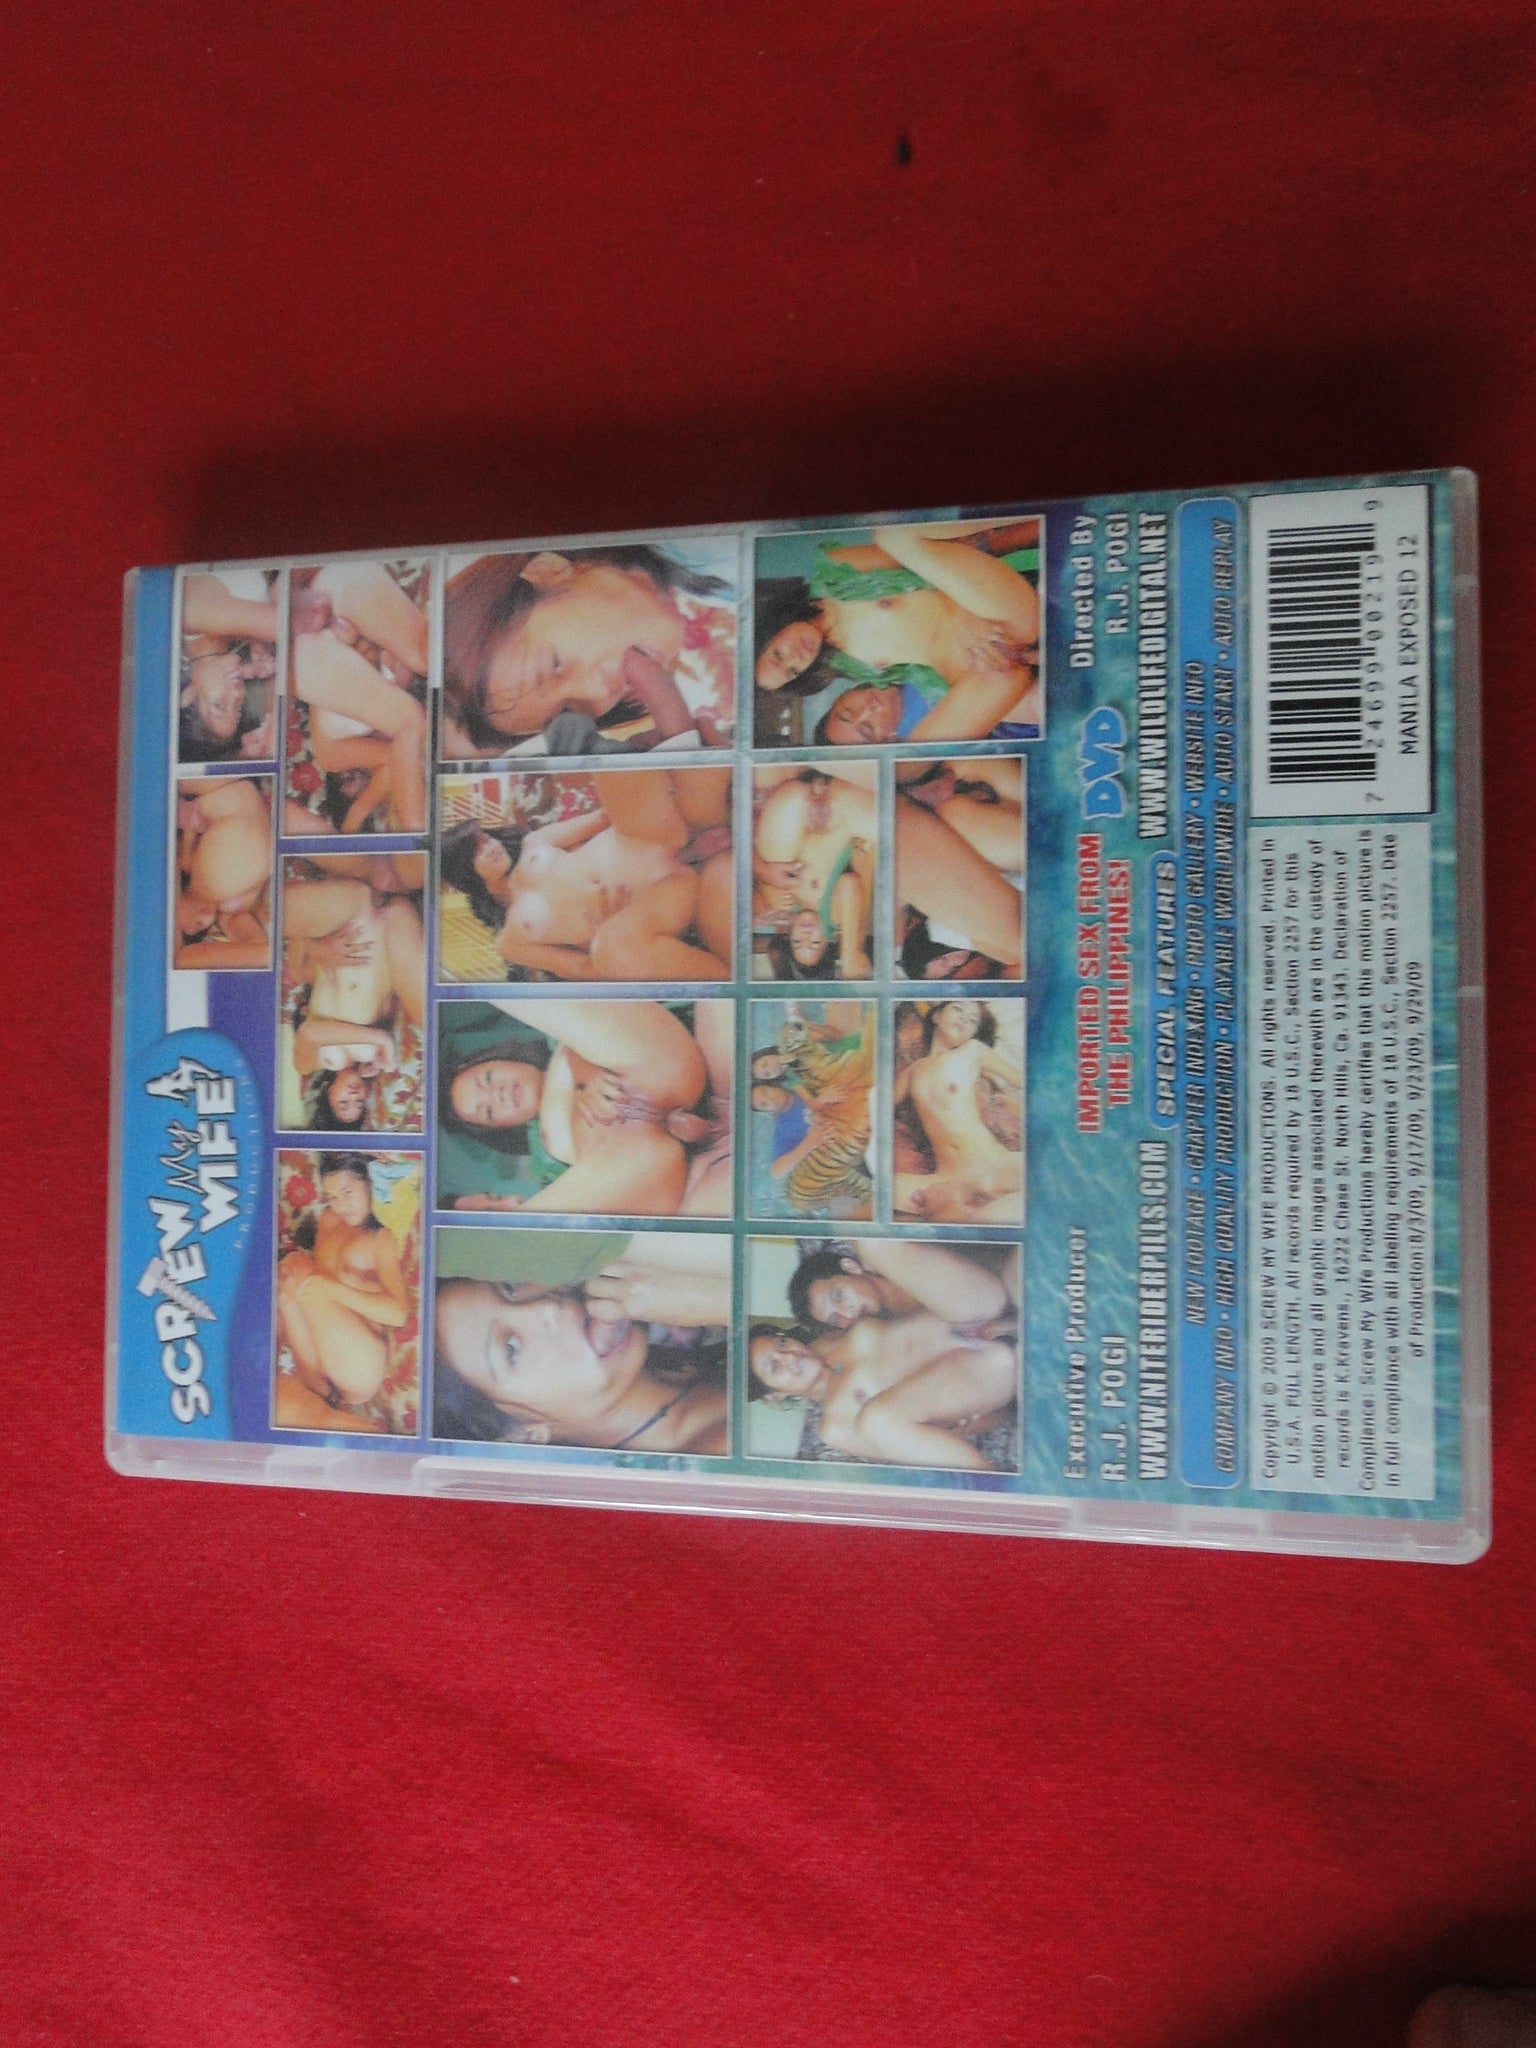 SCREW My A
WIFE
PRODUCTIONS
Executive Producer
R.J. POGI
IMPORTED SEX FROM
THE PHILIPPINES!
DVD
Directed By
R.J. POGI
WWW.NITERIDERPILS.COM
WWW.WILDLIFEDIGITAL.NET
SPECIAL FEATURES
NEW FOOTAGE • CHAPTER INDEXING • PHOTO GALLERY • WEBSITE INFO
COMPANY INFO • HIGH QUALITY PRODUCTION • PLAYABLE WORLDWIDE • AUTO START • AUTO REPLAY
Copyright © 2009 SCREW MY WIFE PRODUCTIONS. All rights reserved. Printed in
U.S.A. FULL LENGTH. All records required by 18 U.S.C., Section 2257 for this
motion picture and all graphic images associated therewith are in the custody of
records is K.Kravens., 16222 Chase St. North Hills, Ca. 91343. Declaration of
Compliance: Screw My Wife Productions hereby certifies that this motion picture is
in full compliance with all labeling requirements of 18 U.S.C., Section 2257. Date
of Production:8/3/09, 9/17/09, 9/23/09, 9/29/09
7 24699 00219 9
MANILA EXPOSED 12